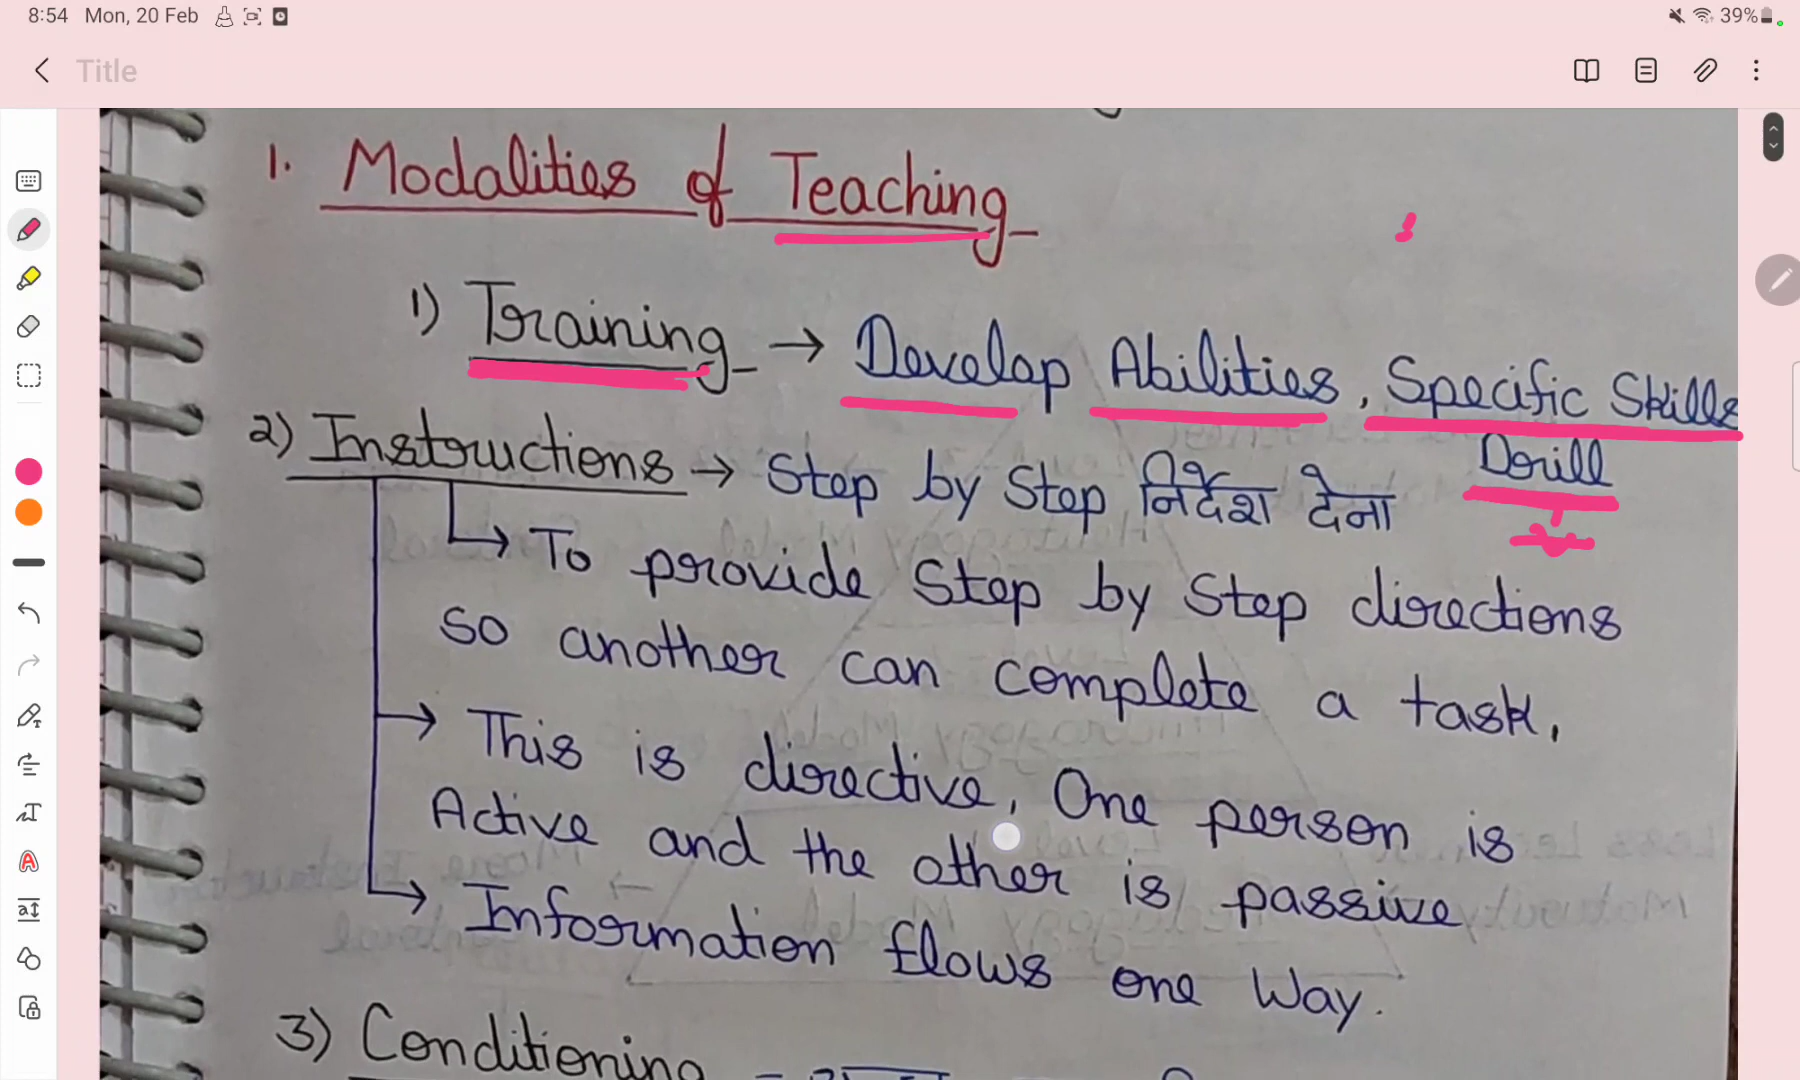 8:54 Mon, 20 Feb
39%
Title
1. Modalities of Teaching
1) Training → Develop Abilities, Specific Skills
Drill
2) Instructions → Step by Step निर्देश देना
→ To provide Step by Step directions
so another can complete a task.
→ This is directive, One person is
Active and the other is passive
→ Information flows one way.
3) Conditioning